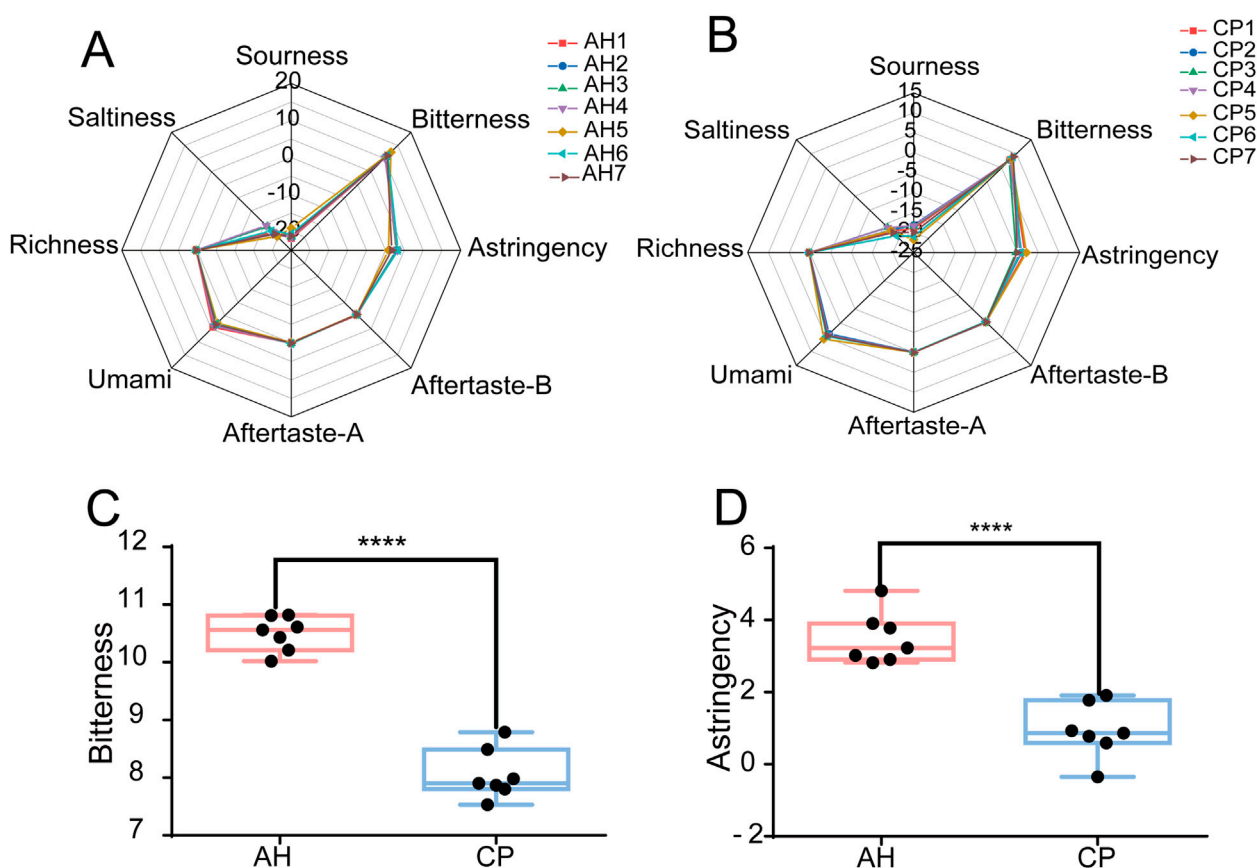 A
Sourness
20
10
0
-10
-20
Bitterness
Astringency
Aftertaste-B
Aftertaste-A
Umami
Richness
Saltiness
AH1
AH2
AH3
AH4
AH5
AH6
AH7
B
Sourness
15
10
5
0
-5
-10
-15
-20
-25
Bitterness
Astringency
Aftertaste-B
Aftertaste-A
Umami
Richness
Saltiness
CP1
CP2
CP3
CP4
CP5
CP6
CP7
C
****
12
11
10
9
8
7
Bitterness
AH
CP
D
****
6
4
2
0
-2
Astringency
AH
CP